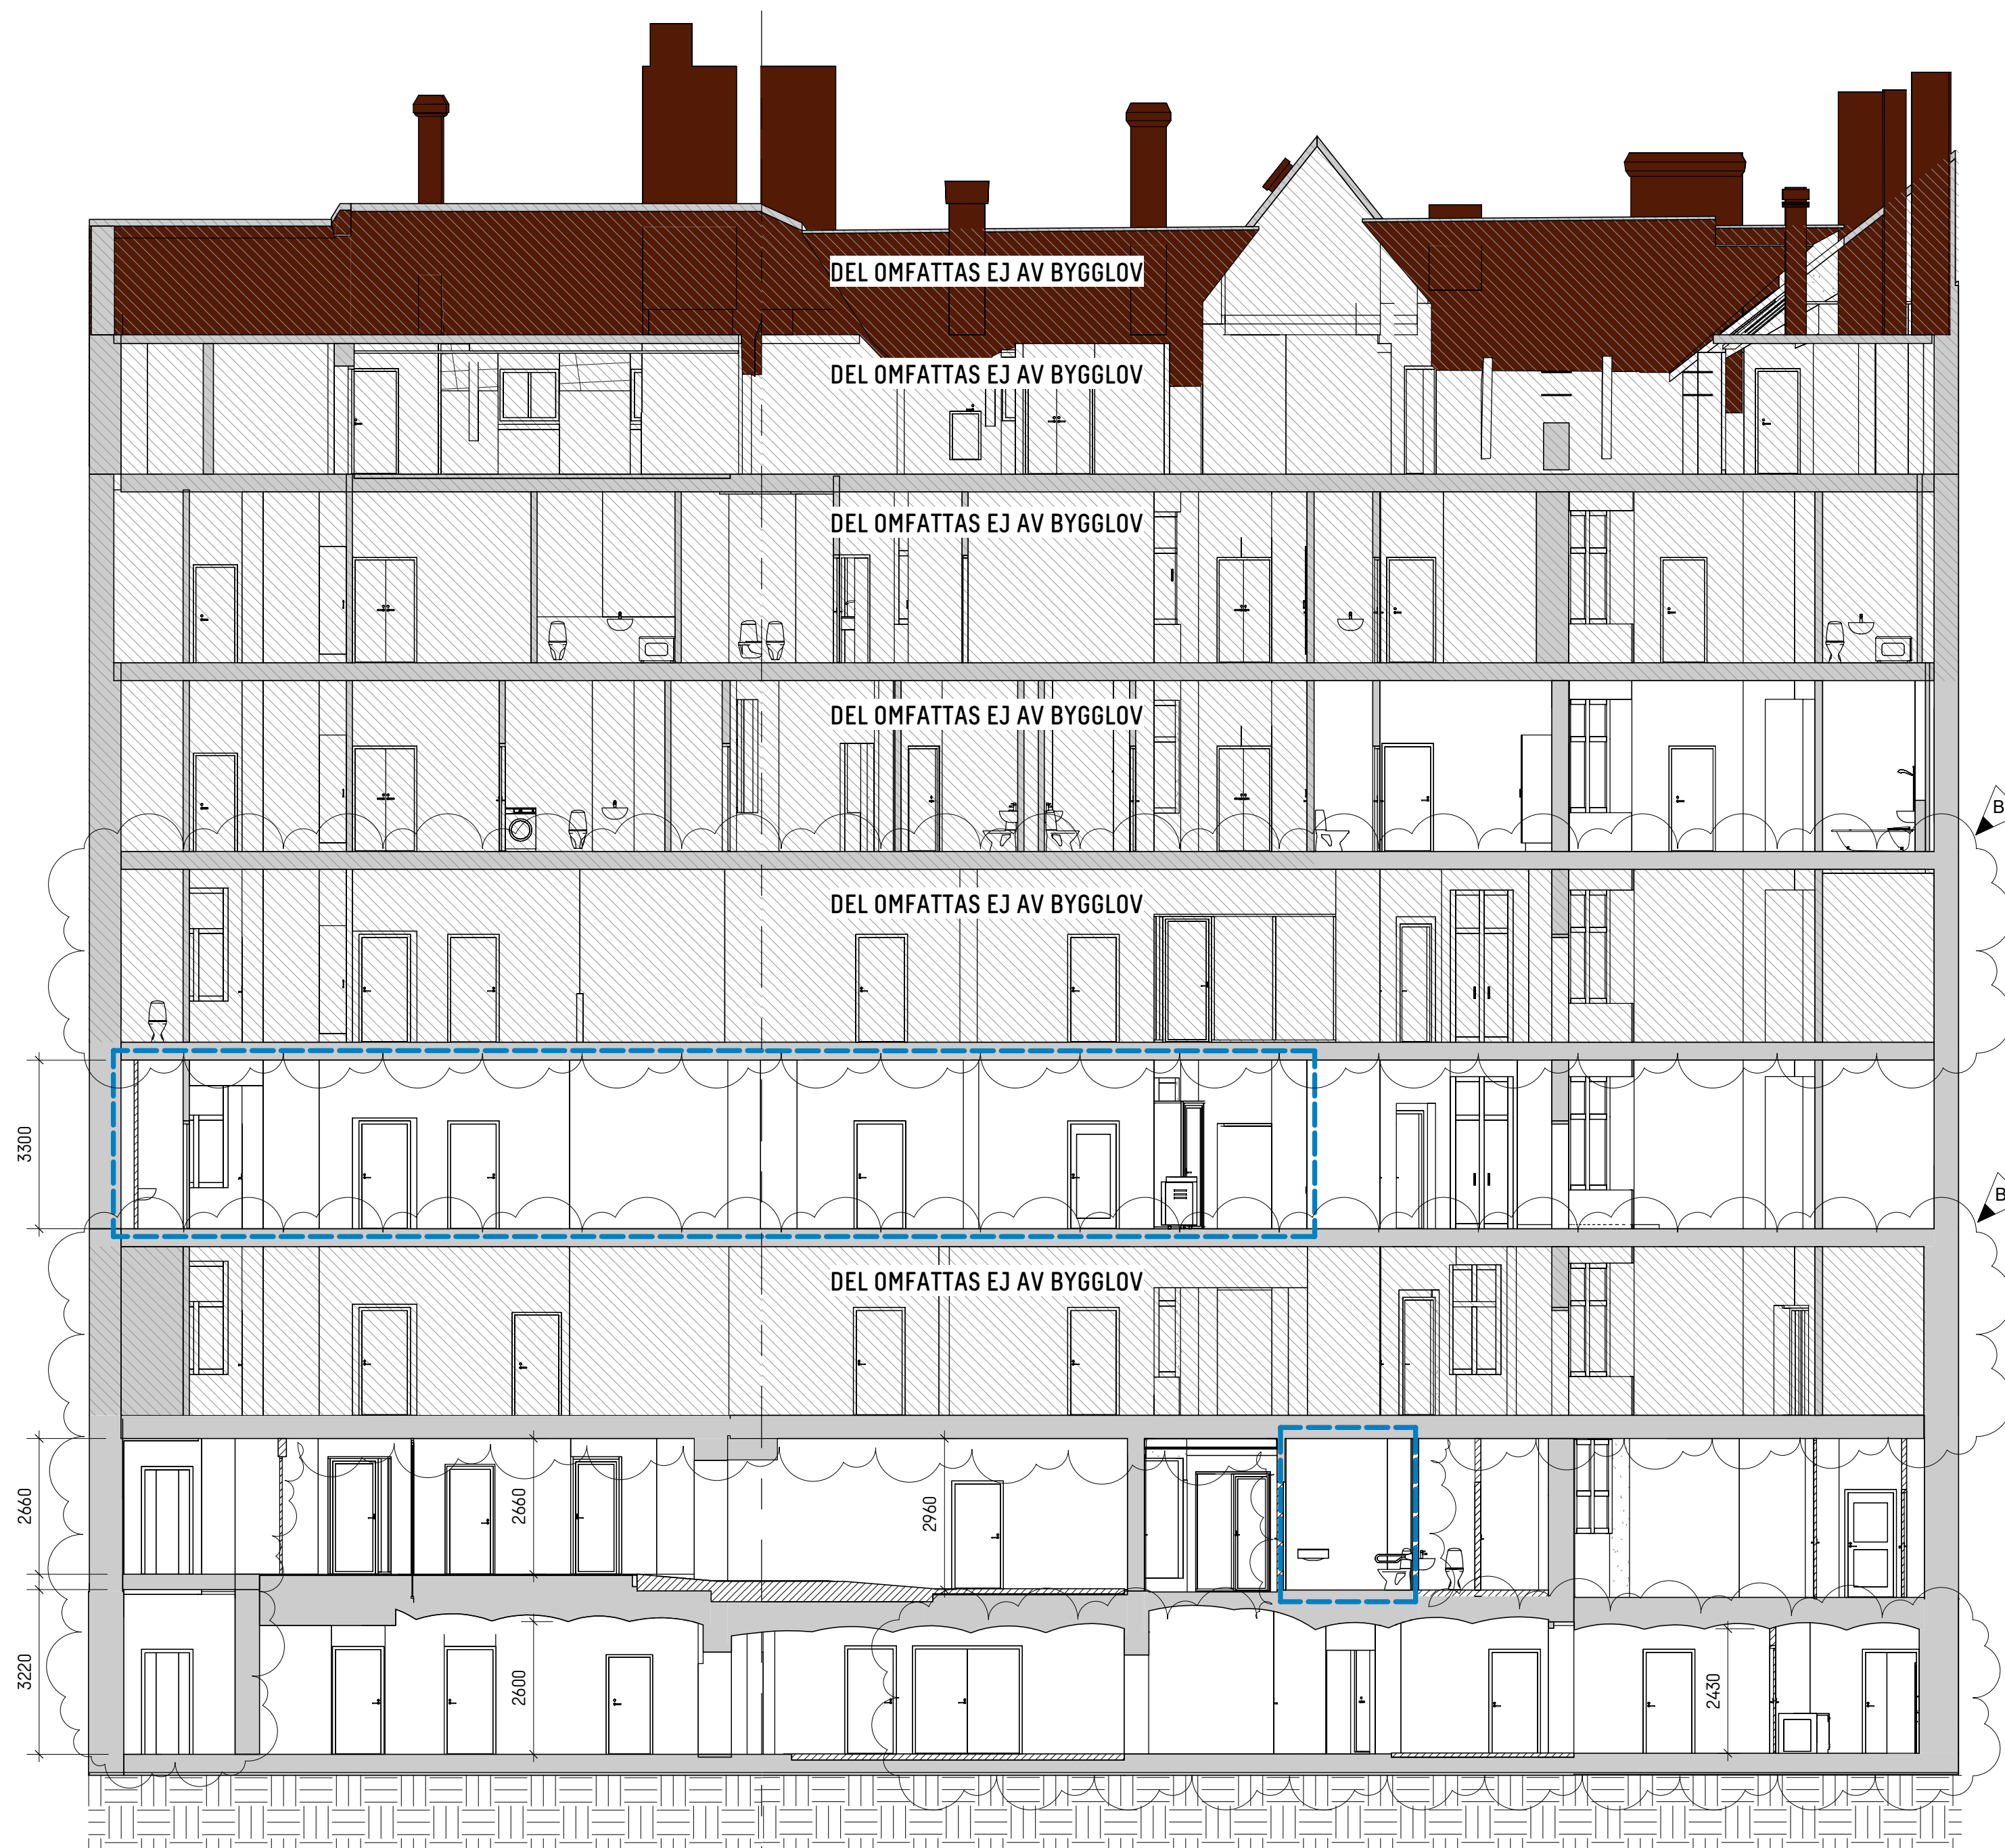 DEL OMFATTAS EJ AV BYGGLOV
DEL OMFATTAS EJ AV BYGGLOV
DEL OMFATTAS EJ AV BYGGLOV
DEL OMFATTAS EJ AV BYGGLOV
B
DEL OMFATTAS EJ AV BYGGLOV
3300
B
DEL OMFATTAS EJ AV BYGGLOV
2660
2660
2960
3220
2600
2430